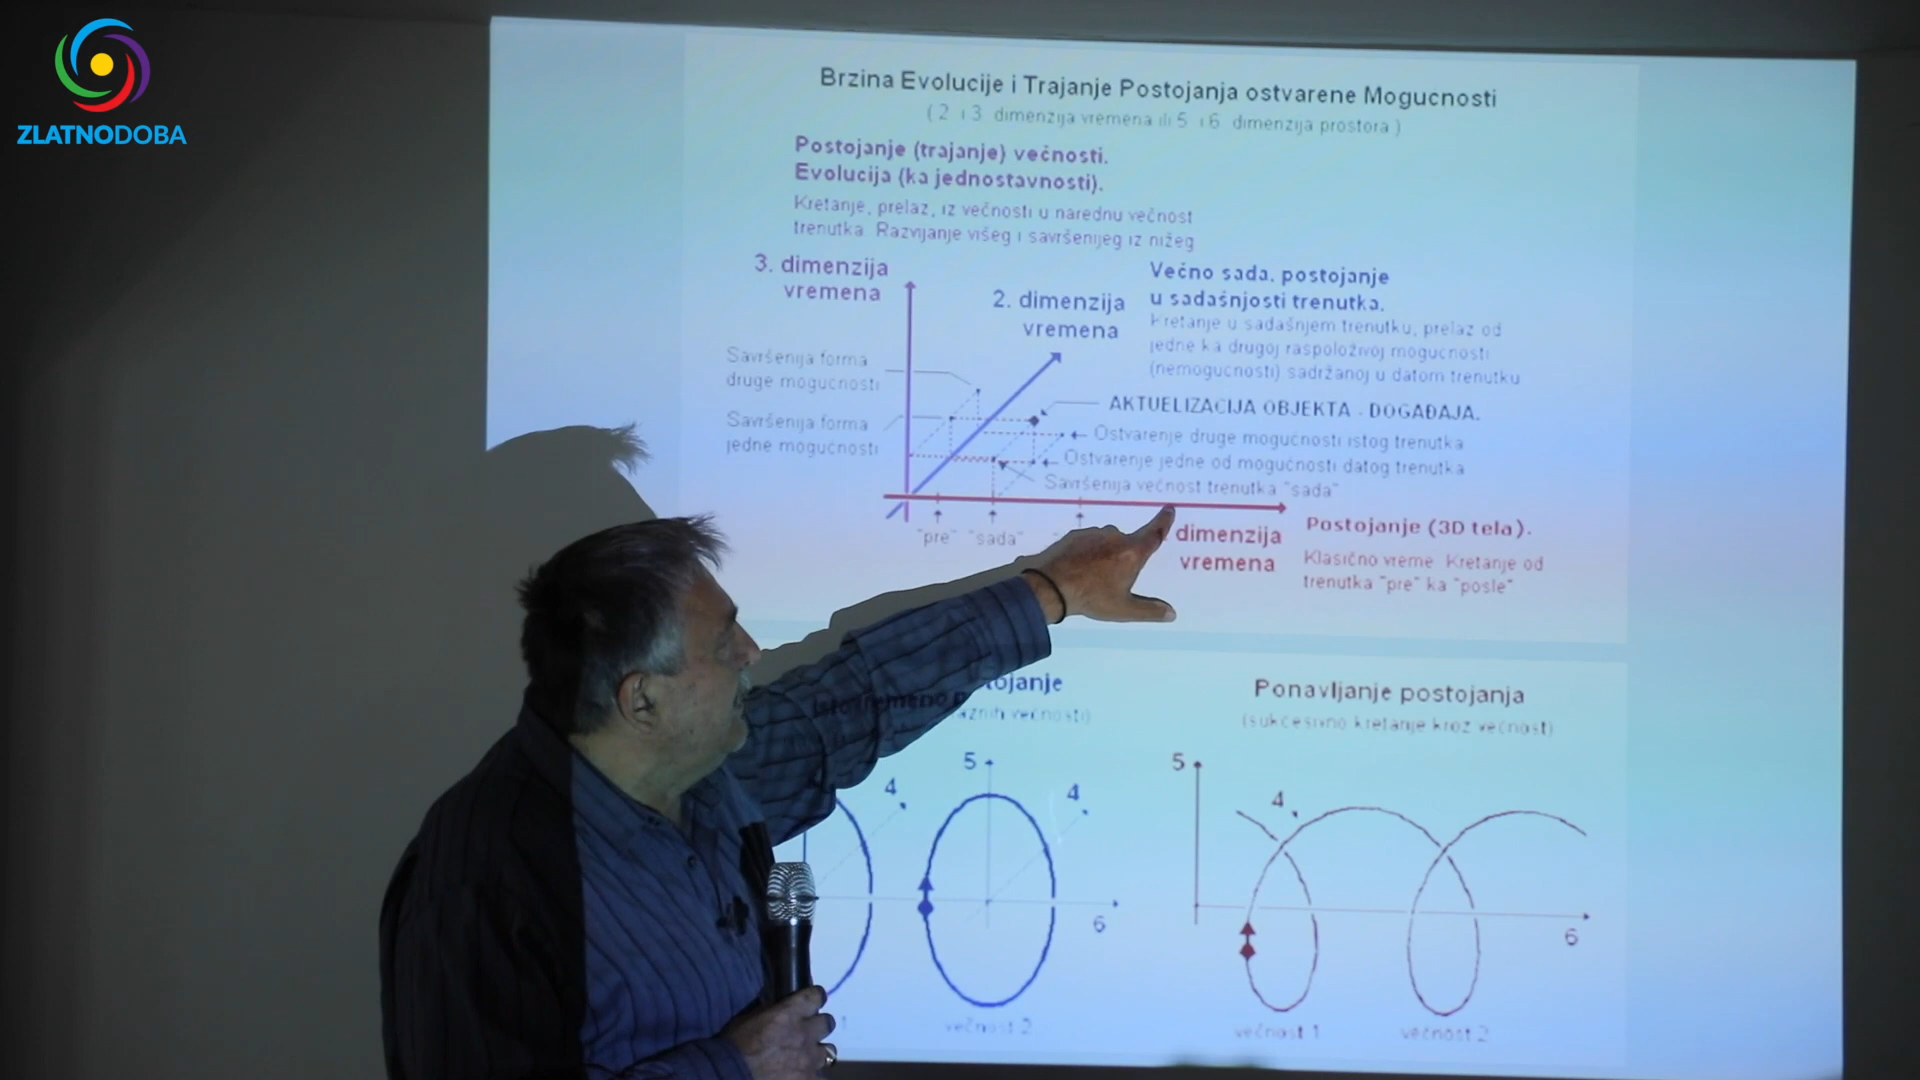 ZLATNODOBA
Brzina Evolucije i Trajanje Postojanja ostvarene Mogucnosti
( 2 i 3 dimenzija vremena ili 5 i 6 dimenzija prostora )
Postojanje (trajanje) večnosti.
Evolucija (ka jednostavnosti).
Kretanje, prelaz, iz večnosti u narednu večnost
trenutka Razvijanje višeg i savršenijeg iz nižeg
3. dimenzija
vremena
2. dimenzija
vremena
Večno sada, postojanje
u sadašnjosti trenutka.
Kretanje u sadašnjem trenutku, prelaz od
jedne ka drugoj raspoloživoj mogucnosti
(nemogucnosti) sadržanoj u datom trenutku
Savršenija forma
druge mogucnosti
Savršenija forma
jedne mogucnosti
AKTUELIZACIJA OBJEKTA - DOGAĐAJA.
Ostvarenje druge mogucnosti istog trenutka
Ostvarenje jedne od mogucnosti datog trenutka
Savršenija večnost trenutka "sada"
"pre" "sada"
dimenzija
vremena
Postojanje (3D tela).
Klasično vreme Kretanje od
trenutka "pre" ka "posle"
Ponavljanje postojanja
(sukcesivno kretanje kroz večnost)
4
5
4
6
1
večnost 2
5
4
6
večnost 1
večnost 2